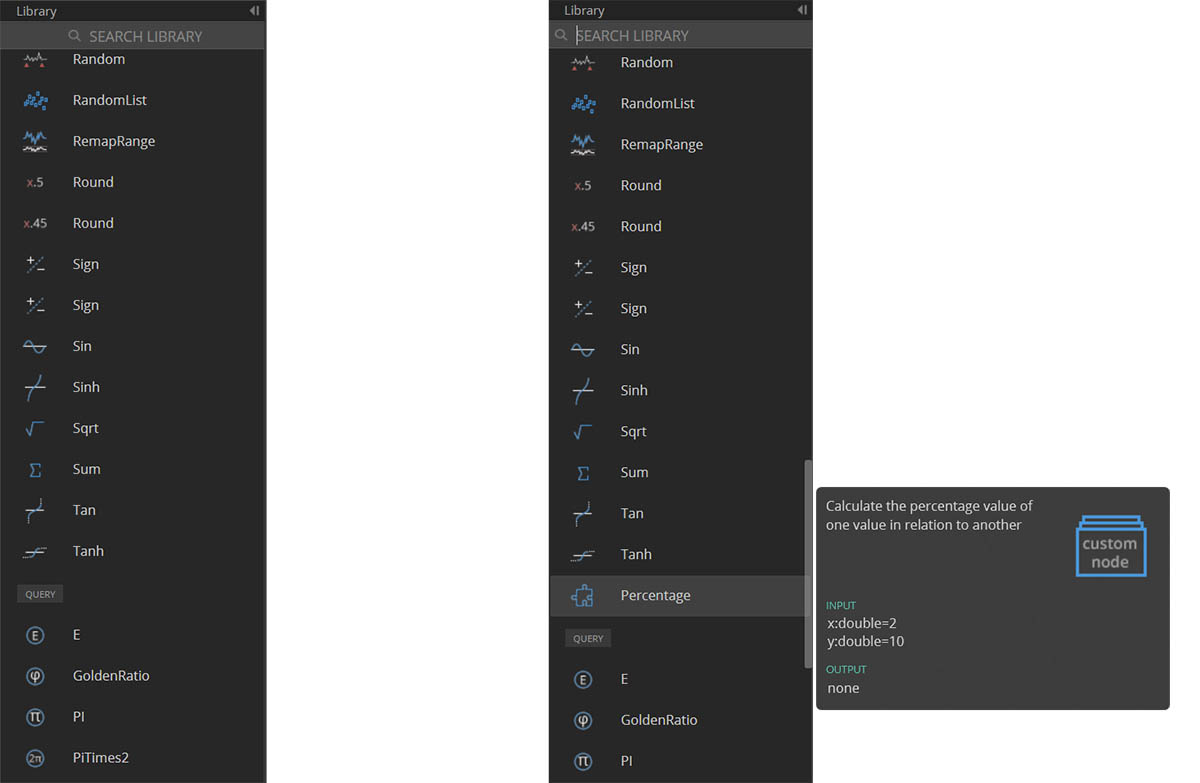 Library
SEARCH LIBRARY
Random
RandomList
RemapRange
x.5 Round
x.45 Round
Sign
Sign
Sin
Sinh
Sqrt
Σ Sum
Tan
Tanh
QUERY
E E
φ GoldenRatio
π PI
2π PiTimes2
Library
SEARCH LIBRARY
Random
RandomList
RemapRange
x.5 Round
x.45 Round
Sign
Sign
Sin
Sinh
Sqrt
Σ Sum
Tan
Tanh
Percentage
QUERY
E E
φ GoldenRatio
π PI
Calculate the percentage value of
one value in relation to another
custom
node
INPUT
x:double=2
y:double=10
OUTPUT
none